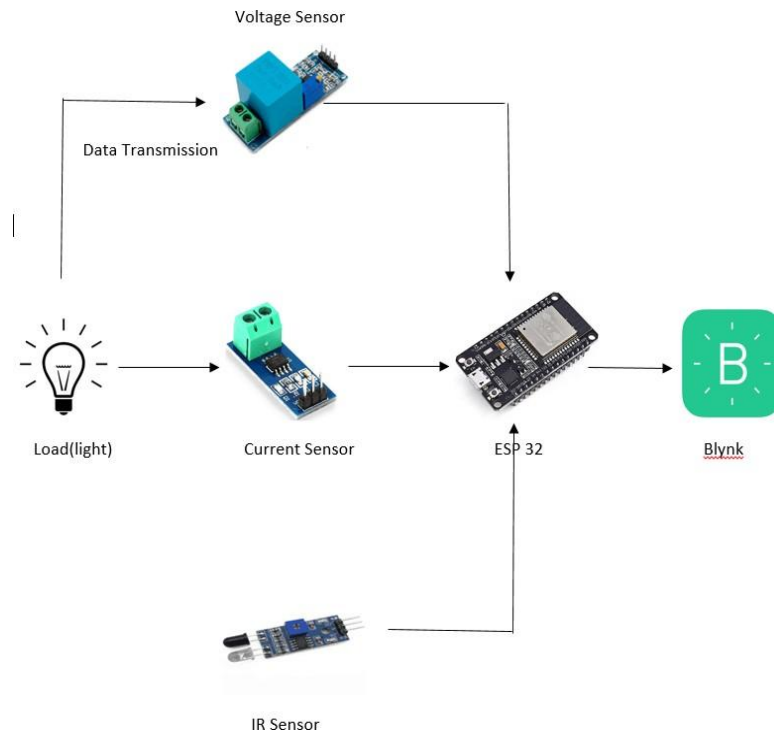 Voltage Sensor
Data Transmission
B
Load(light)
Current Sensor
ESP 32
Blynk
IR Sensor